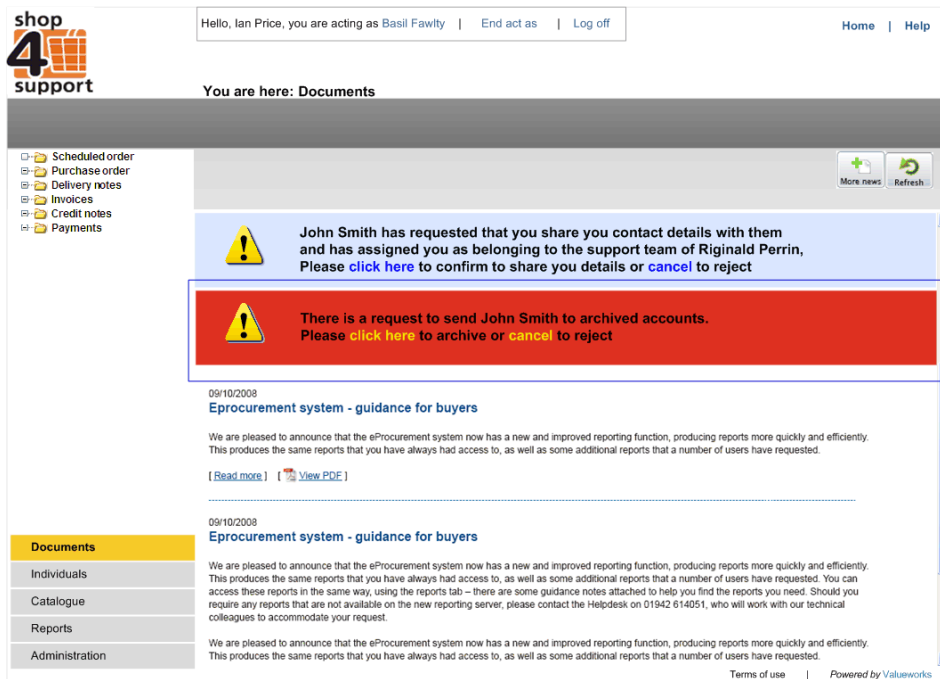 shop
4
support
Hello, Ian Price, you are acting as Basil Fawlty | End act as | Log off
Home | Help
You are here: Documents
Scheduled order
Purchase order
Delivery notes
Invoices
Credit notes
Payments
More news
Refresh
John Smith has requested that you share you contact details with them
and has assigned you as belonging to the support team of Riginald Perrin,
Please click here to confirm to share you details or cancel to reject
There is a request to send John Smith to archived accounts.
Please click here to archive or cancel to reject
09/10/2008
Eprocurement system - guidance for buyers
We are pleased to announce that the eProcurement system now has a new and improved reporting function, producing reports more quickly and efficiently.
This produces the same reports that you have always had access to, as well as some additional reports that a number of users have requested.
[ Read more ] [ View PDF ]
09/10/2008
Eprocurement system - guidance for buyers
We are pleased to announce that the eProcurement system now has a new and improved reporting function, producing reports more quickly and efficiently.
This produces the same reports that you have always had access to, as well as some additional reports that a number of users have requested. You can
access these reports in the same way, using the reports tab – there are some guidance notes attached to help you find the reports you need. Should you
require any reports that are not available on the new reporting server, please contact the Helpdesk on 01942 614051, who will work with our technical
colleagues to accommodate your request.
We are pleased to announce that the eProcurement system now has a new and improved reporting function, producing reports more quickly and efficiently.
This produces the same reports that you have always had access to, as well as some additional reports that a number of users have requested.
Documents
Individuals
Catalogue
Reports
Administration
Terms of use | Powered by Valueworks